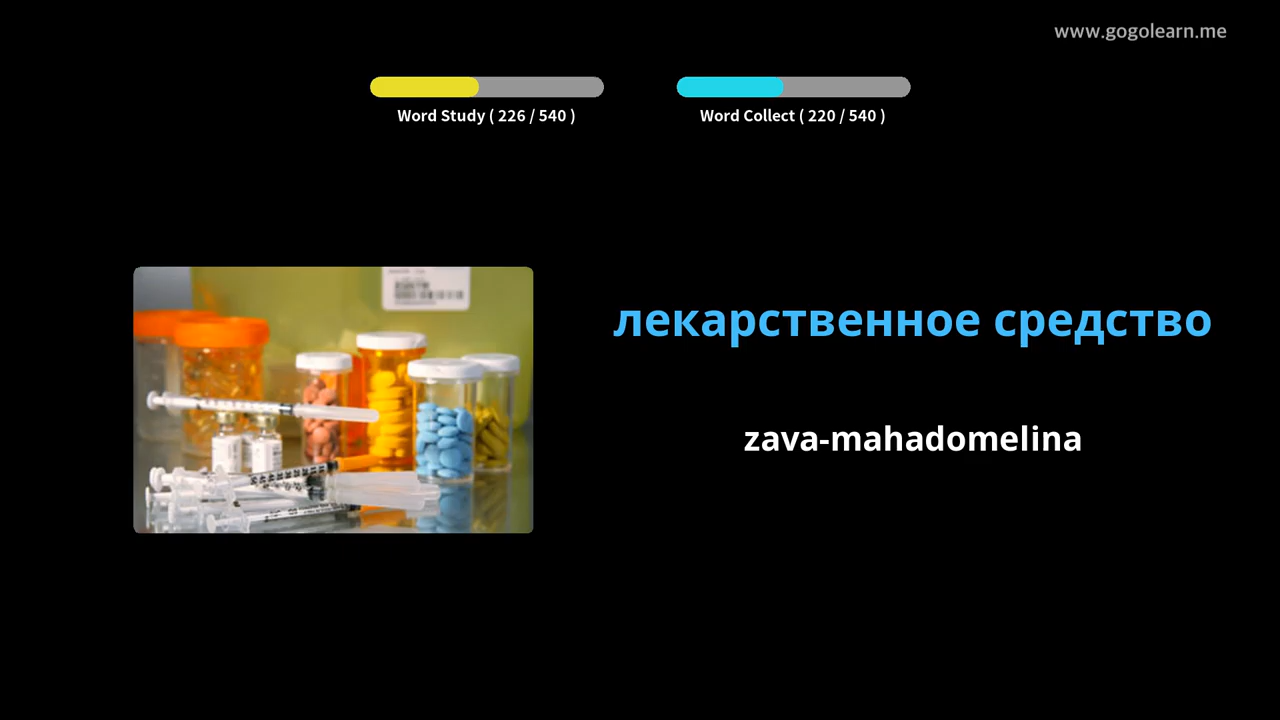 www.gogolearn.me
Word Study ( 226 / 540 )
Word Collect ( 220 / 540 )
лекарственное средство
zava-mahadomelina